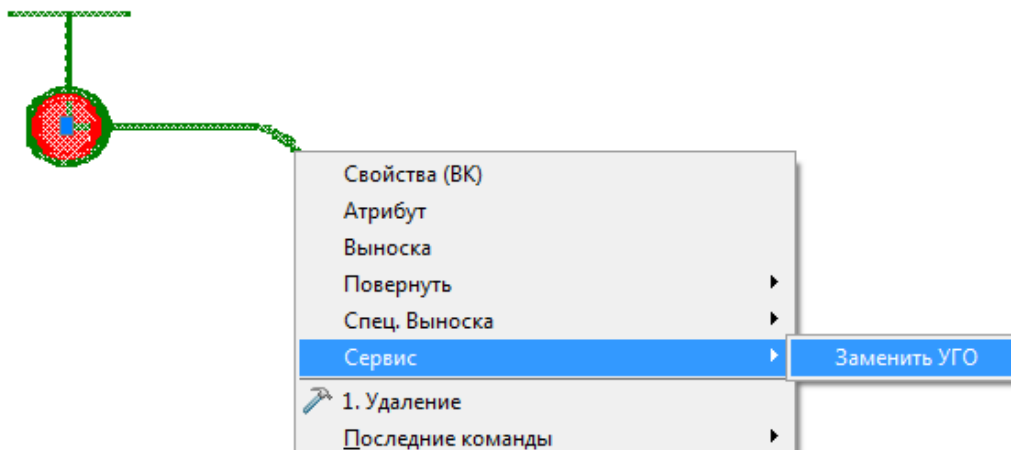 Свойства (ВК)
Атрибут
Выноска
Повернуть
Спец. Выноска
Сервис
Заменить УГО
1. Удаление
Последние команды